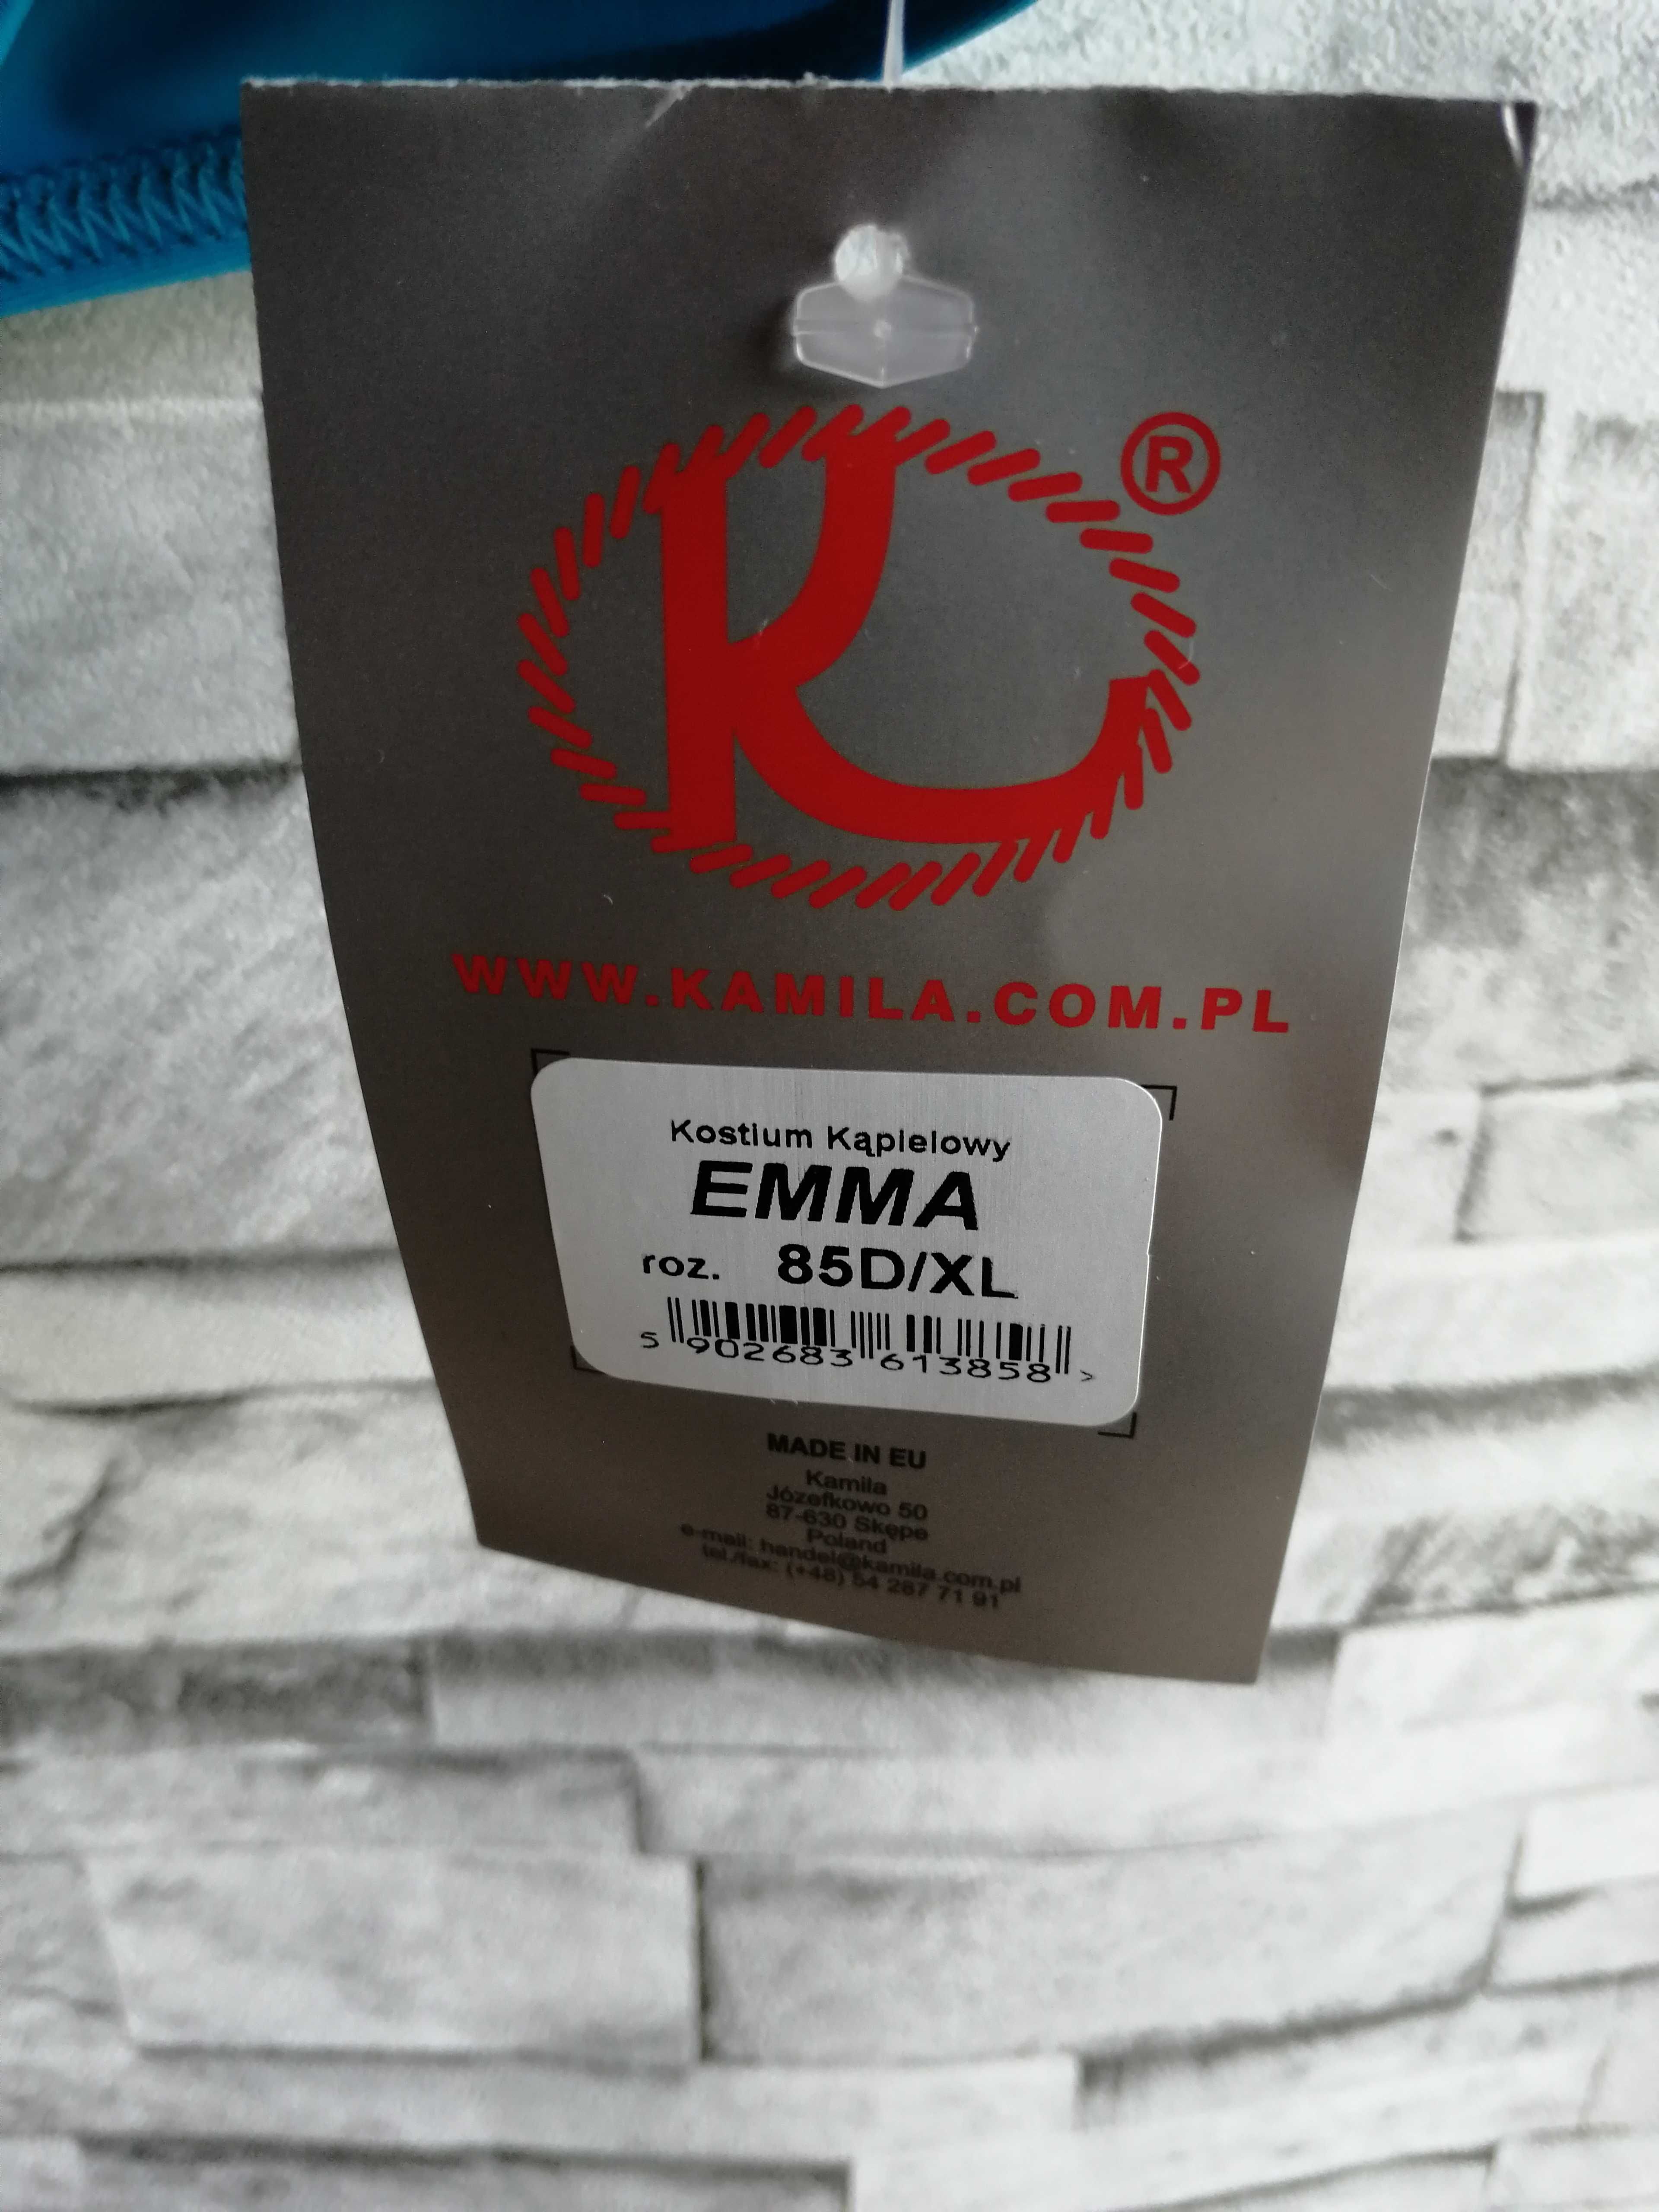 K®
WWW.KAMILA.COM.PL
Kostium Kąpielowy
EMMA
roz. 85D/XL
5 902683 613858 >
MADE IN EU
Kamila
Józefkowo 50
87-630 Skępe
Poland
e-mail: handel@kamila.com.pl
tel./fax: (+48) 54 287 71 91